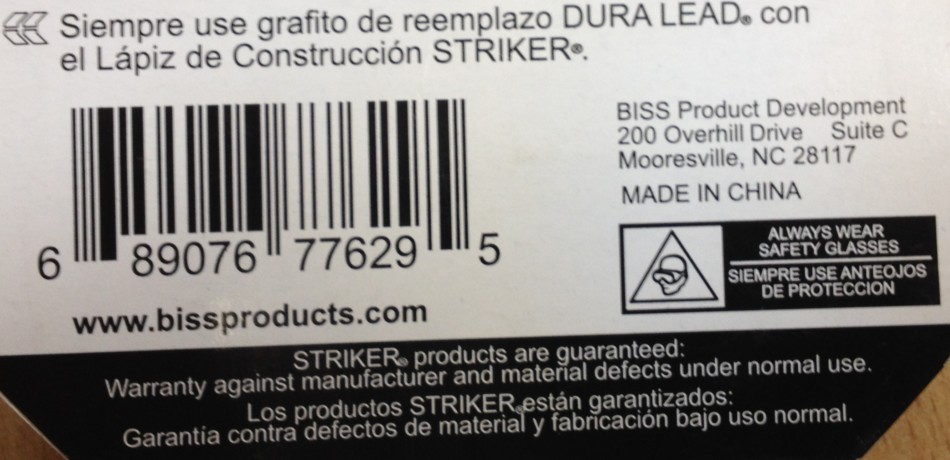 Siempre use grafito de reemplazo DURA LEAD® con
el Lápiz de Construcción STRIKER®.
6 89076 77629 5
www.bissproducts.com
BISS Product Development
200 Overhill Drive Suite C
Mooresville, NC 28117
MADE IN CHINA
ALWAYS WEAR
SAFETY GLASSES
SIEMPRE USE ANTEOJOS
DE PROTECCION
STRIKER® products are guaranteed:
Warranty against manufacturer and material defects under normal use.
Los productos STRIKER® están garantizados:
Garantía contra defectos de material y fabricación bajo uso normal.